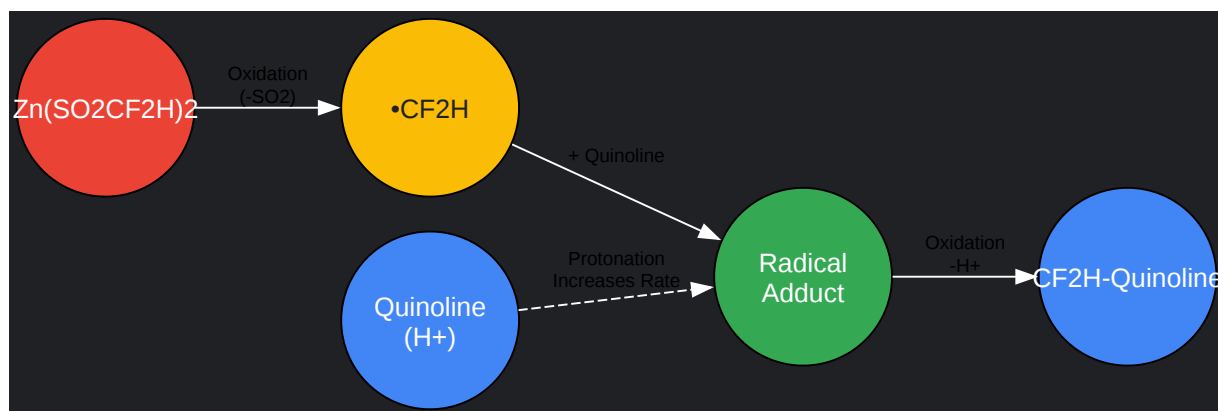 Zn(SO2CF2H)2
Oxidation
(-SO2)
•CF2H
+ Quinoline
Quinoline
(H+)
Protonation
Increases Rate
Radical
Adduct
Oxidation
-H+
CF2H-Quinoline